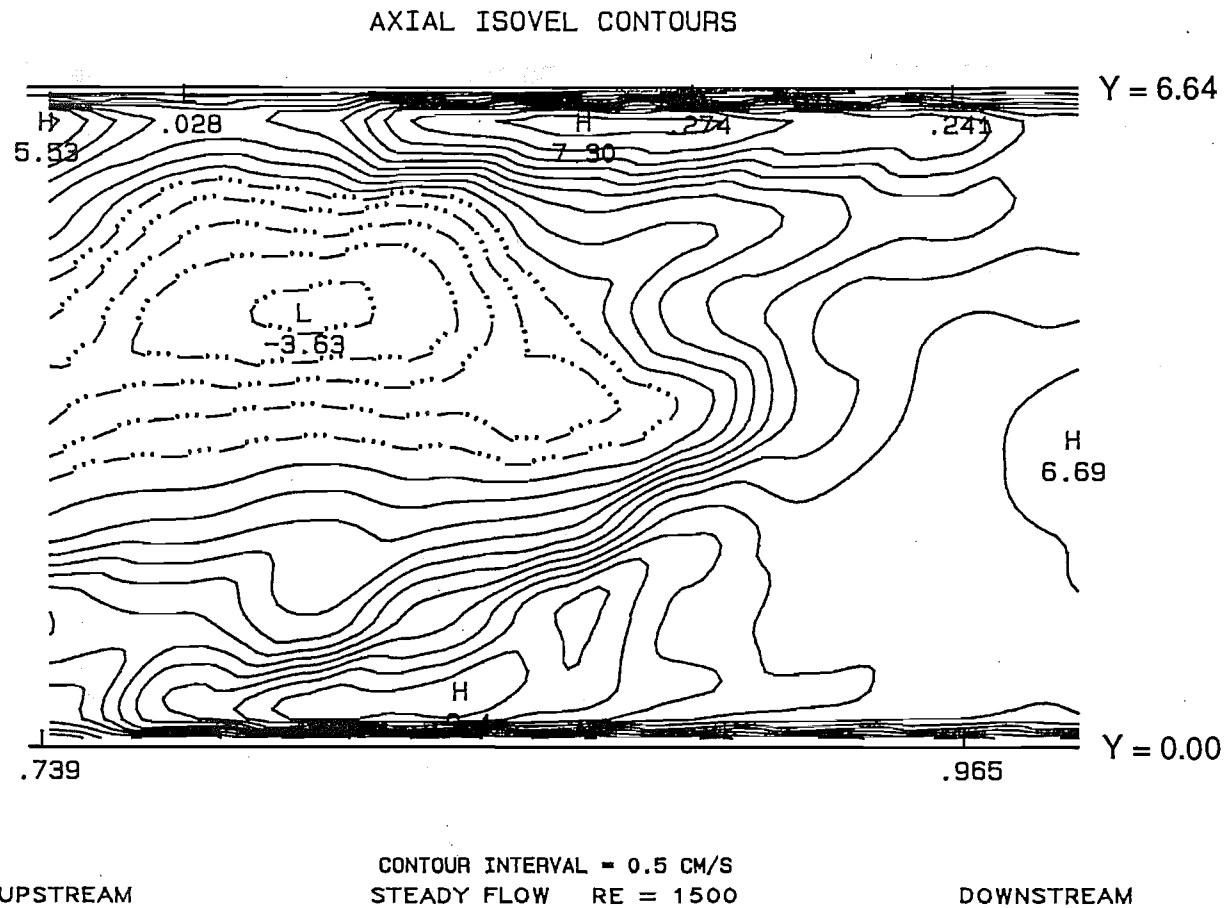 AXIAL ISOVEL CONTOURS
Y = 6.64
H .028 H .274 .241
5.53 7.30
L
-3.63
H
6.69
H
Y = 0.00
.739 .965
CONTOUR INTERVAL = 0.5 CM/S
UPSTREAM STEADY FLOW RE = 1500 DOWNSTREAM